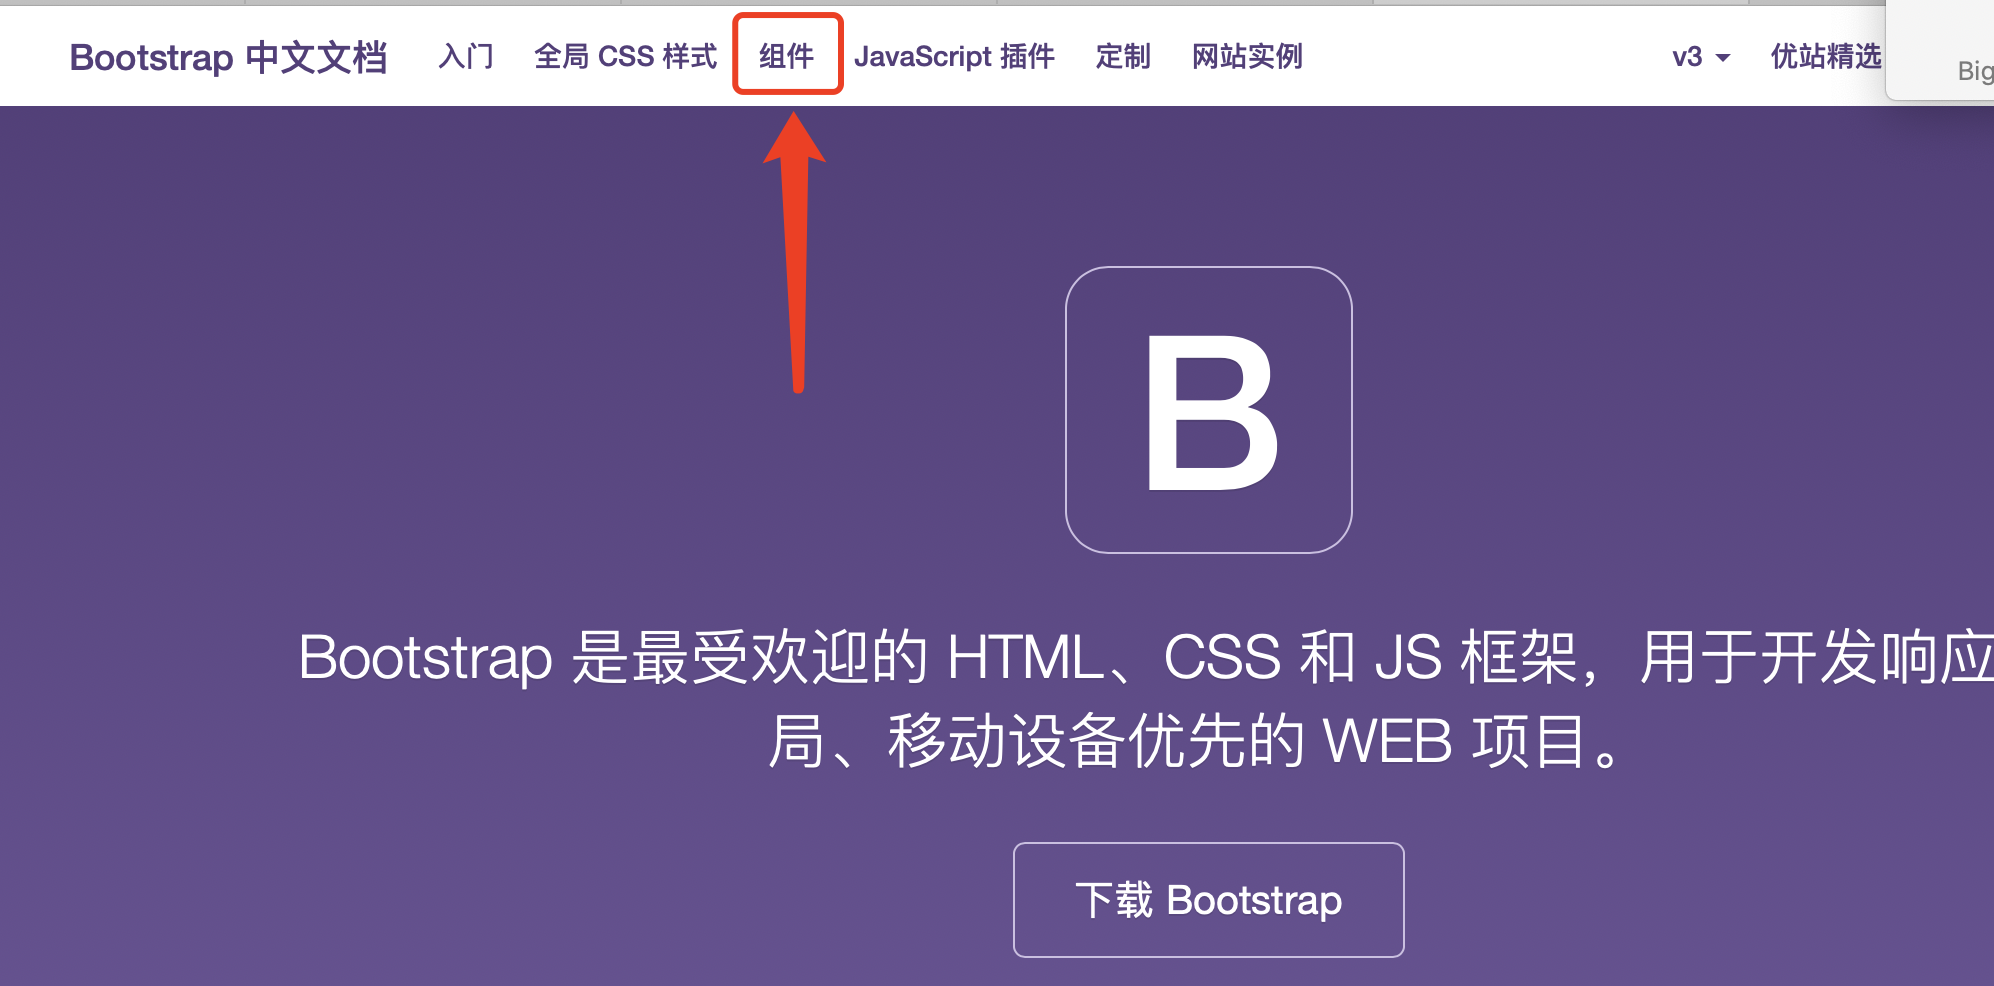 Bootstrap 中文文档 入门 全局 CSS 样式 组件 JavaScript 插件 定制 网站实例 v3 优站精选
Big
B
Bootstrap 是最受欢迎的 HTML、CSS 和 JS 框架，用于开发响应
局、移动设备优先的 WEB 项目。
下载 Bootstrap